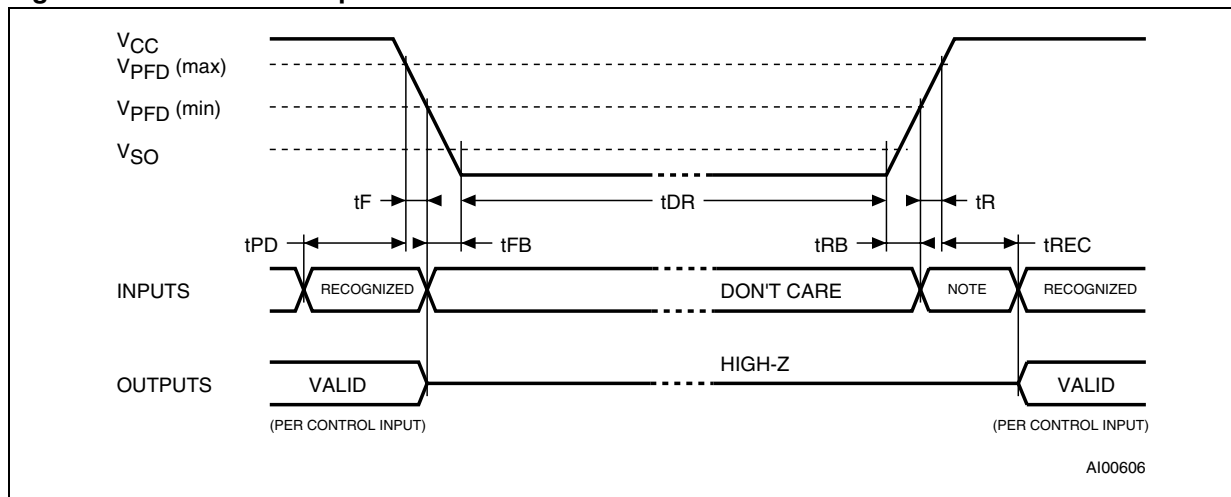 VCC
VPFD (max)
VPFD (min)
VSO
tF
tDR
tR
tPD
tFB
tRB
tREC
INPUTS
RECOGNIZED
DON'T CARE
NOTE
RECOGNIZED
HIGH-Z
OUTPUTS
VALID
VALID
(PER CONTROL INPUT)
(PER CONTROL INPUT)
AI00606